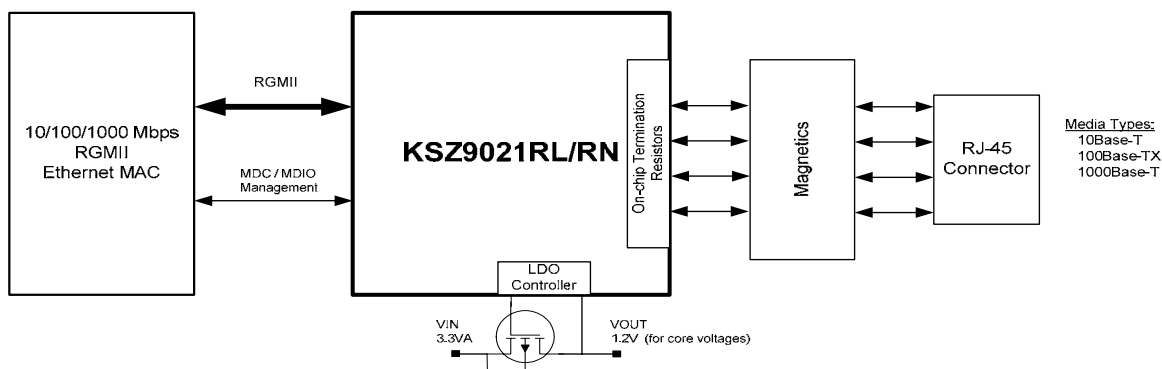 10/100/1000 Mbps
RGMII
Ethernet MAC
RGMII
MDC / MDIO
Management
KSZ9021RL/RN
On-chip Termination
Resistors
LDO
Controller
VIN
3.3VA
VOUT
1.2V (for core voltages)
Magnetics
RJ-45
Connector
Media Types:
10Base-T
100Base-TX
1000Base-T